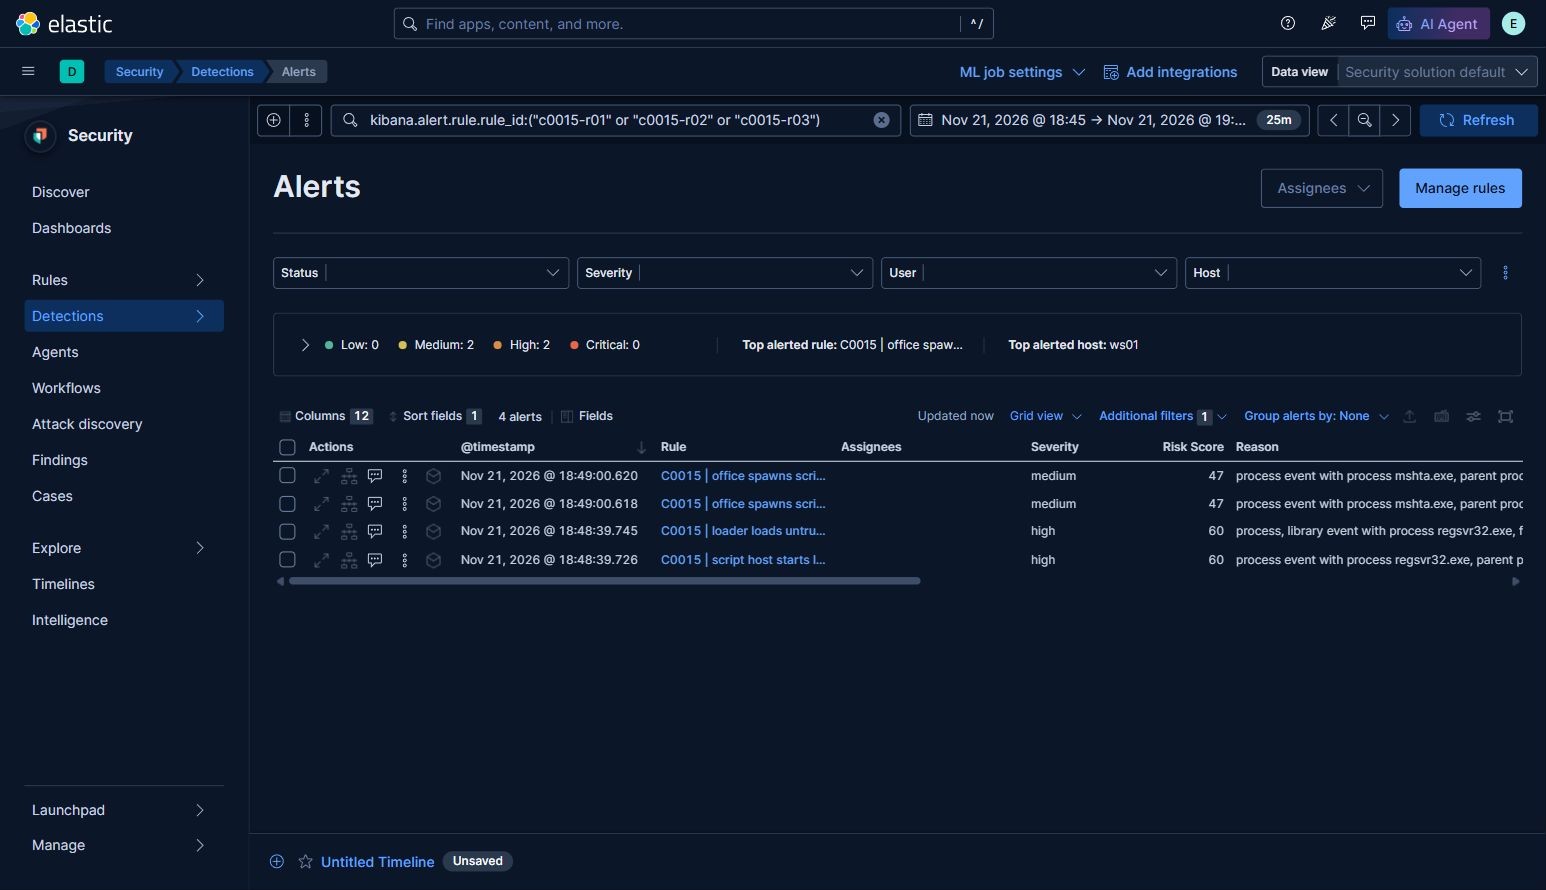 elastic
Find apps, content, and more.
^/
AI Agent
E
D
Security
Detections
Alerts
ML job settings
Add integrations
Data view
Security solution default
Security
Discover
Dashboards
Rules
Detections
Agents
Workflows
Attack discovery
Findings
Cases
Explore
Timelines
Intelligence
Launchpad
Manage
kibana.alert.rule.rule_id:("c0015-r01" or "c0015-r02" or "c0015-r03")
Nov 21, 2026 @ 18:45 → Nov 21, 2026 @ 19:...
25m
Refresh
Alerts
Assignees
Manage rules
Status
Severity
User
Host
Low: 0
Medium: 2
High: 2
Critical: 0
Top alerted rule: C0015 | office spaw...
Top alerted host: ws01
Columns 12
Sort fields 1
4 alerts
Fields
Updated now
Grid view
Additional filters 1
Group alerts by: None
Actions @timestamp Rule Assignees Severity Risk Score Reason
Nov 21, 2026 @ 18:49:00.620 C0015 | office spawns scri... medium 47 process event with process mshta.exe, parent proc
Nov 21, 2026 @ 18:49:00.618 C0015 | office spawns scri... medium 47 process event with process mshta.exe, parent proc
Nov 21, 2026 @ 18:48:39.745 C0015 | loader loads untru... high 60 process, library event with process regsvr32.exe, f
Nov 21, 2026 @ 18:48:39.726 C0015 | script host starts l... high 60 process event with process regsvr32.exe, parent p
Untitled Timeline
Unsaved